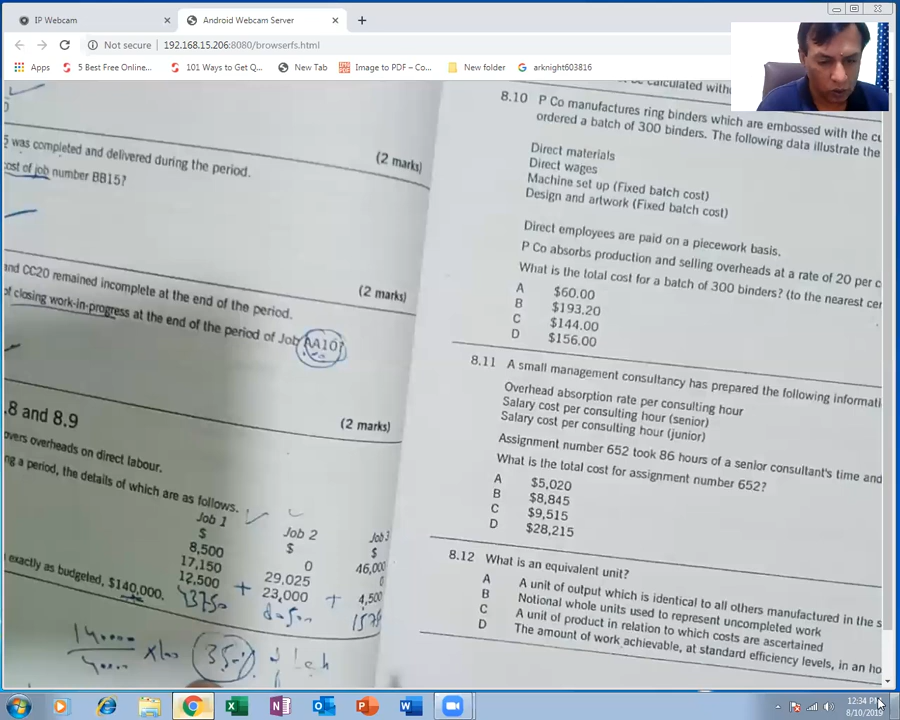 IP Webcam
Android Webcam Server
Not secure 192.168.15.206:8080/browserfs.html
Apps 5 Best Free Online... 101 Ways to Get Q... New Tab Image to PDF – Co... New folder arknight603816
was completed and delivered during the period.
(2 marks)
cost of job number BB15?
and CC20 remained incomplete at the end of the period.
(2 marks)
of closing work-in-progress at the end of the period of Job AA10?
(2 marks)
.8 and 8.9
overs overheads on direct labour.
ng a period, the details of which are as follows.
Job 1 Job 2 Job 3
$ $ $
8,500 0 46,000
17,150 29,025 0
12,500 + 23,000 + 4,500
exactly as budgeted, $140,000.
be calculated
8.10 P Co manufactures ring binders which are embossed with the
ordered a batch of 300 binders. The following data illustrate the
Direct materials
Direct wages
Machine set up (Fixed batch cost)
Design and artwork (Fixed batch cost)
Direct employees are paid on a piecework basis.
P Co absorbs production and selling overheads at a rate of 20 per c
What is the total cost for a batch of 300 binders? (to the nearest cen
A $60.00
B $193.20
C $144.00
D $156.00
8.11 A small management consultancy has prepared the following informati
Overhead absorption rate per consulting hour
Salary cost per consulting hour (senior)
Salary cost per consulting hour (junior)
Assignment number 652 took 86 hours of a senior consultant's time and
What is the total cost for assignment number 652?
A $5,020
B $8,845
C $9,515
D $28,215
8.12 What is an equivalent unit?
A A unit of output which is identical to all others manufactured in the s
B Notional whole units used to represent uncompleted work
C A unit of product in relation to which costs are ascertained
D The amount of work achievable, at standard efficiency levels, in an ho
12:34 PM
8/10/2019